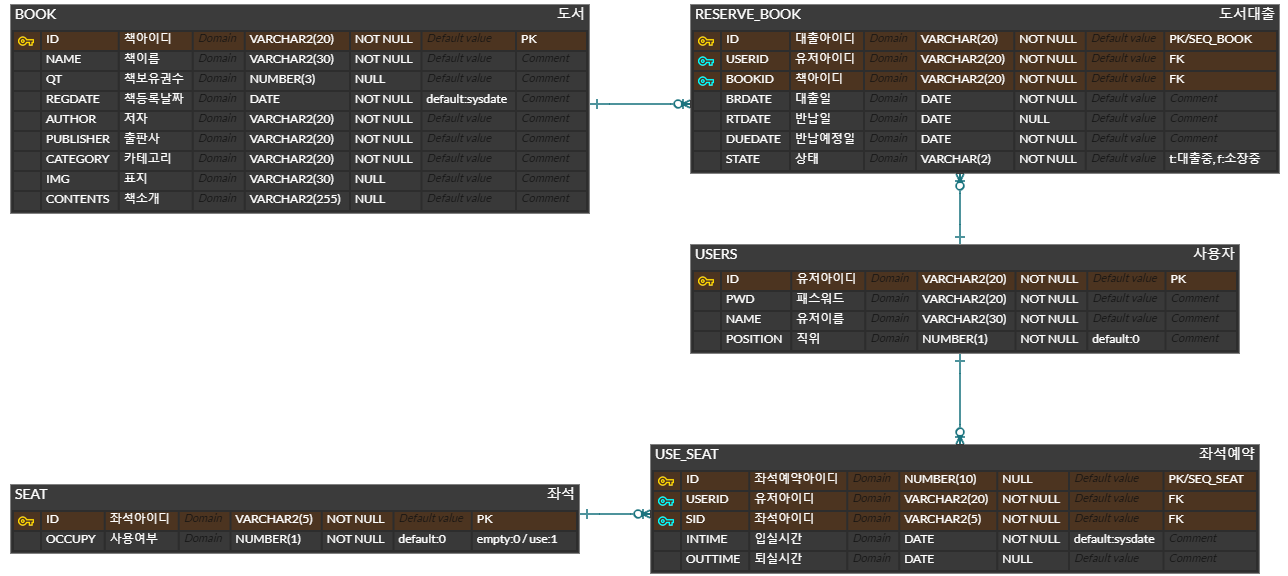 BOOK 도서
ID 책아이디 Domain VARCHAR2(20) NOT NULL Default value PK
NAME 책이름 Domain VARCHAR2(30) NOT NULL Default value Comment
QT 책보유권수 Domain NUMBER(3) NULL Default value Comment
REGDATE 책등록날짜 Domain DATE NOT NULL default:sysdate Comment
AUTHOR 저자 Domain VARCHAR2(20) NOT NULL Default value Comment
PUBLISHER 출판사 Domain VARCHAR2(20) NOT NULL Default value Comment
CATEGORY 카테고리 Domain VARCHAR2(20) NOT NULL Default value Comment
IMG 표지 Domain VARCHAR2(30) NULL Default value Comment
CONTENTS 책소개 Domain VARCHAR2(255) NULL Default value Comment
RESERVE_BOOK 도서대출
ID 대출아이디 Domain VARCHAR(20) NOT NULL Default value PK/SEQ_BOOK
USERID 유저아이디 Domain VARCHAR2(20) NOT NULL Default value FK
BOOKID 책아이디 Domain VARCHAR2(20) NOT NULL Default value FK
BRDATE 대출일 Domain DATE NOT NULL Default value Comment
RTDATE 반납일 Domain DATE NULL Default value Comment
DUEDATE 반납예정일 Domain DATE NOT NULL Default value Comment
STATE 상태 Domain VARCHAR(2) NOT NULL Default value t:대출중, f:소장중
USERS 사용자
ID 유저아이디 Domain VARCHAR2(20) NOT NULL Default value PK
PWD 패스워드 Domain VARCHAR2(20) NOT NULL Default value Comment
NAME 유저이름 Domain VARCHAR2(30) NOT NULL Default value Comment
POSITION 직위 Domain NUMBER(1) NOT NULL default:0 Comment
SEAT 좌석
ID 좌석아이디 Domain VARCHAR2(5) NOT NULL Default value PK
OCCUPY 사용여부 Domain NUMBER(1) NOT NULL default:0 empty:0 / use:1
USE_SEAT 좌석예약
ID 좌석예약아이디 Domain NUMBER(10) NULL Default value PK/SEQ_SEAT
USERID 유저아이디 Domain VARCHAR2(20) NOT NULL Default value FK
SID 좌석아이디 Domain VARCHAR2(5) NOT NULL Default value FK
INTIME 입실시간 Domain DATE NOT NULL default:sysdate Comment
OUTTIME 퇴실시간 Domain DATE NULL Default value Comment